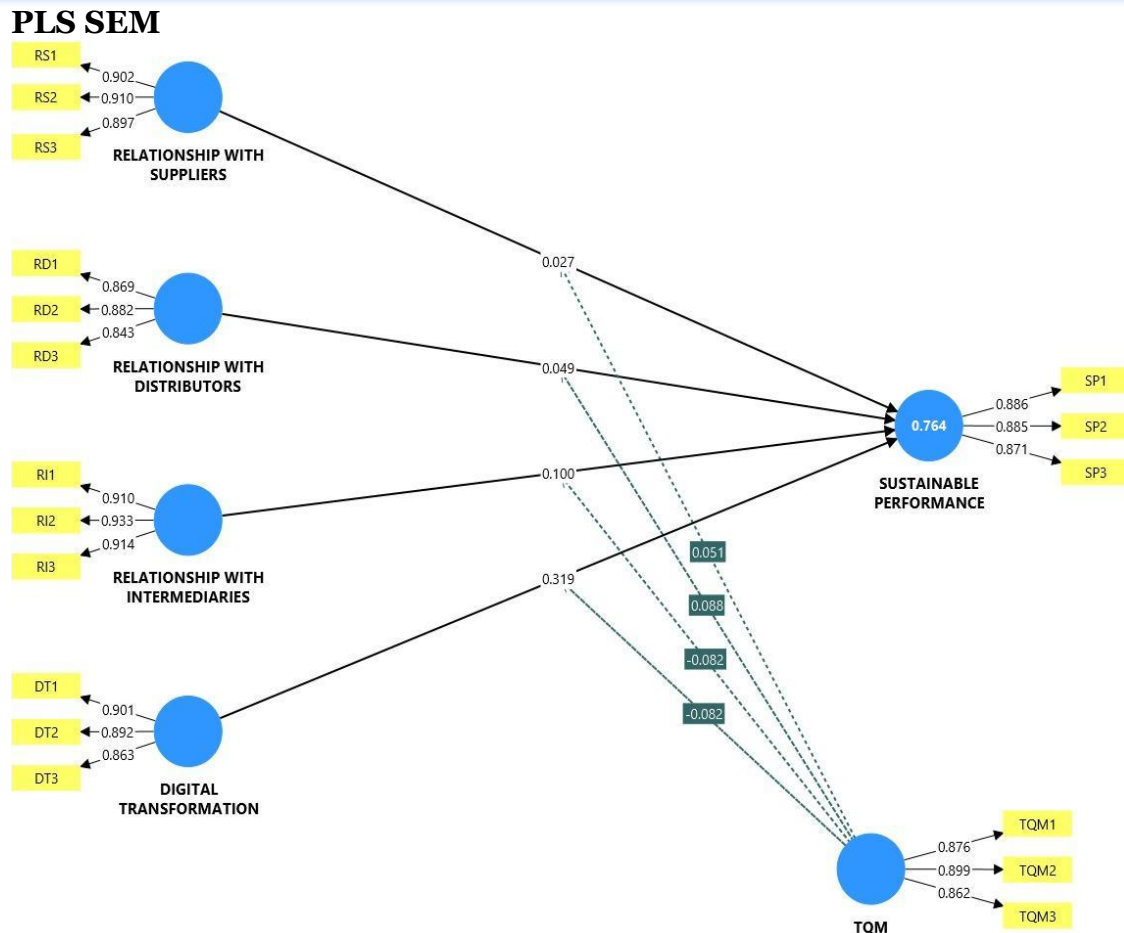 PLS SEM
RS1
0.902
RS2
0.910
RS3
0.897
RELATIONSHIP WITH
SUPPLIERS
0.027
RD1
0.869
RD2
0.882
RD3
0.843
RELATIONSHIP WITH
DISTRIBUTORS
0.049
SP1
0.886
0.764
0.885
SP2
0.871
SP3
SUSTAINABLE
PERFORMANCE
RI1
0.910
RI2
0.933
RI3
0.914
RELATIONSHIP WITH
INTERMEDIARIES
0.100
0.051
0.319
0.088
-0.082
-0.082
DT1
0.901
DT2
0.892
DT3
0.863
DIGITAL
TRANSFORMATION
TQM1
0.876
0.899
TQM2
0.862
TQM3
TQM